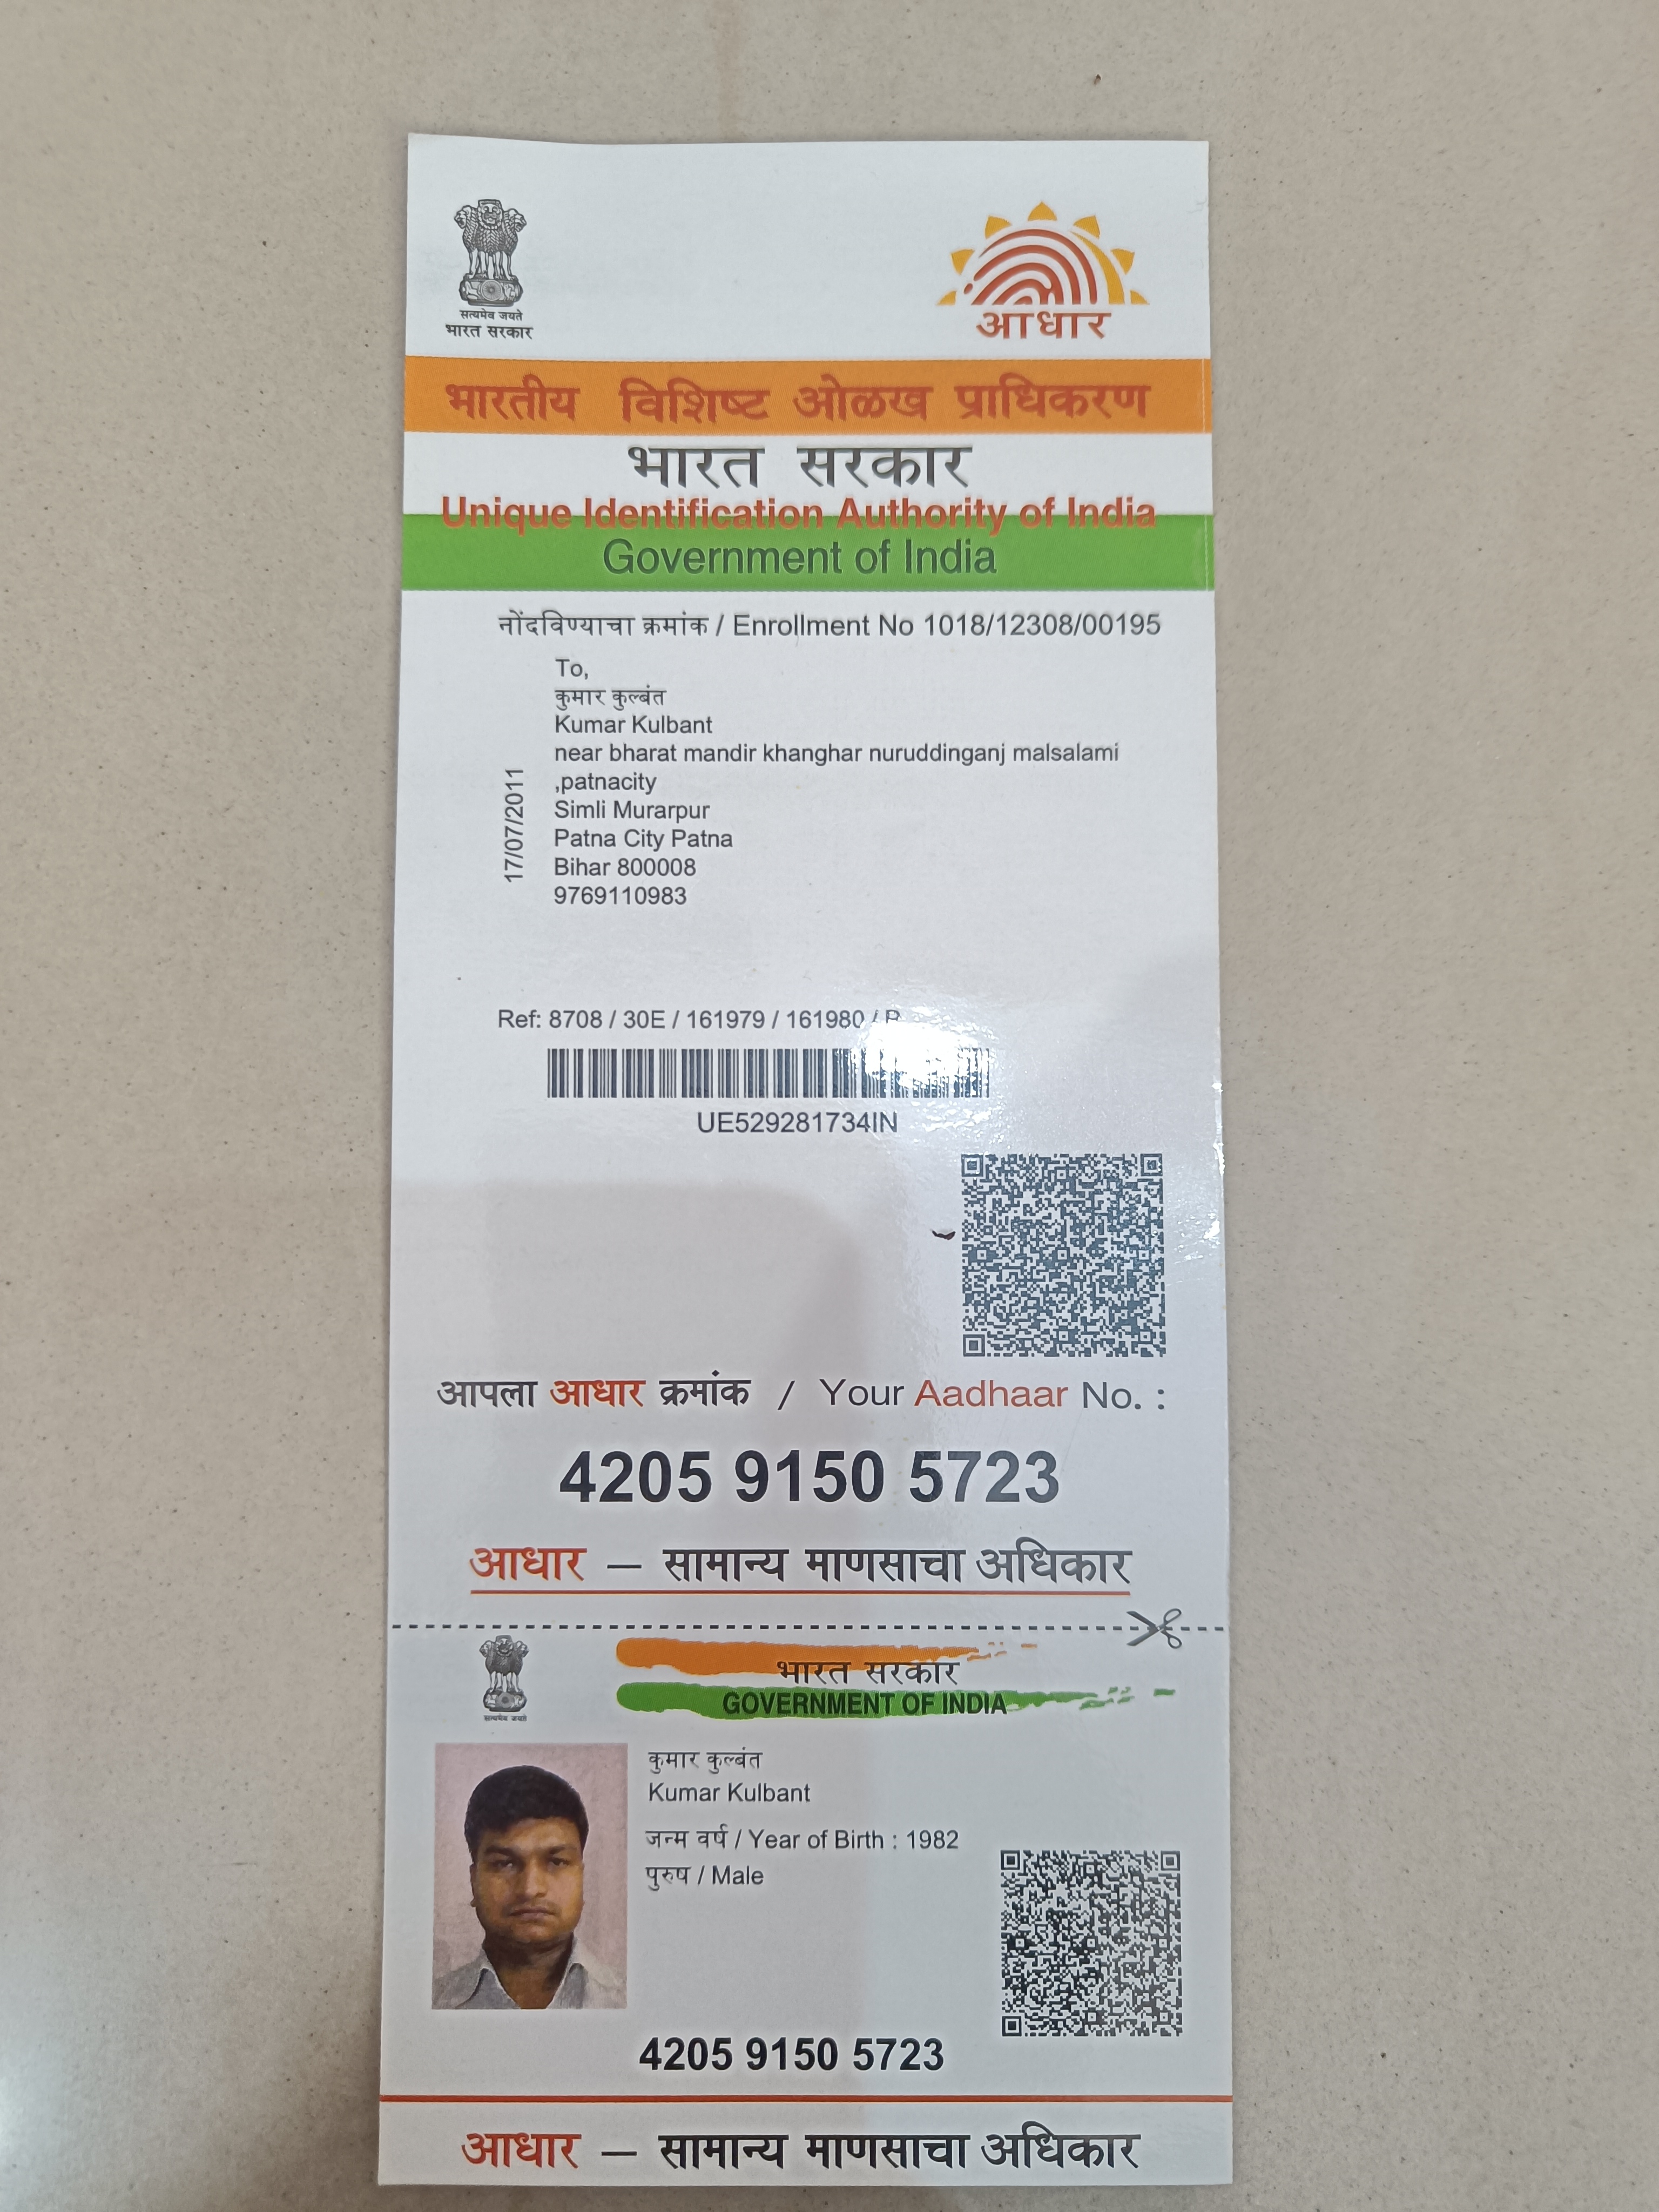 सत्यमेव जयते
भारत सरकार
आधार
भारतीय विशिष्ट ओळख प्राधिकरण
भारत सरकार
Unique Identification Authority of India
Government of India
नोंदविण्याचा क्रमांक / Enrollment No 1018/12308/00195
To,
कुमार कुल्बंत
Kumar Kulbant
near bharat mandir khanghar nuruddinganj malsalami
,patnacity
Simli Murarpur
Patna City Patna
Bihar 800008
9769110983
17/07/2011
Ref: 8708 / 30E / 161979 / 161980 /
UE529281734IN
आपला आधार क्रमांक / Your Aadhaar No. :
4205 9150 5723
आधार – सामान्य माणसाचा अधिकार
सत्यमेव जयते
भारत सरकार
GOVERNMENT OF INDIA
कुमार कुल्बंत
Kumar Kulbant
जन्म वर्ष / Year of Birth : 1982
पुरुष / Male
4205 9150 5723
आधार – सामान्य माणसाचा अधिकार